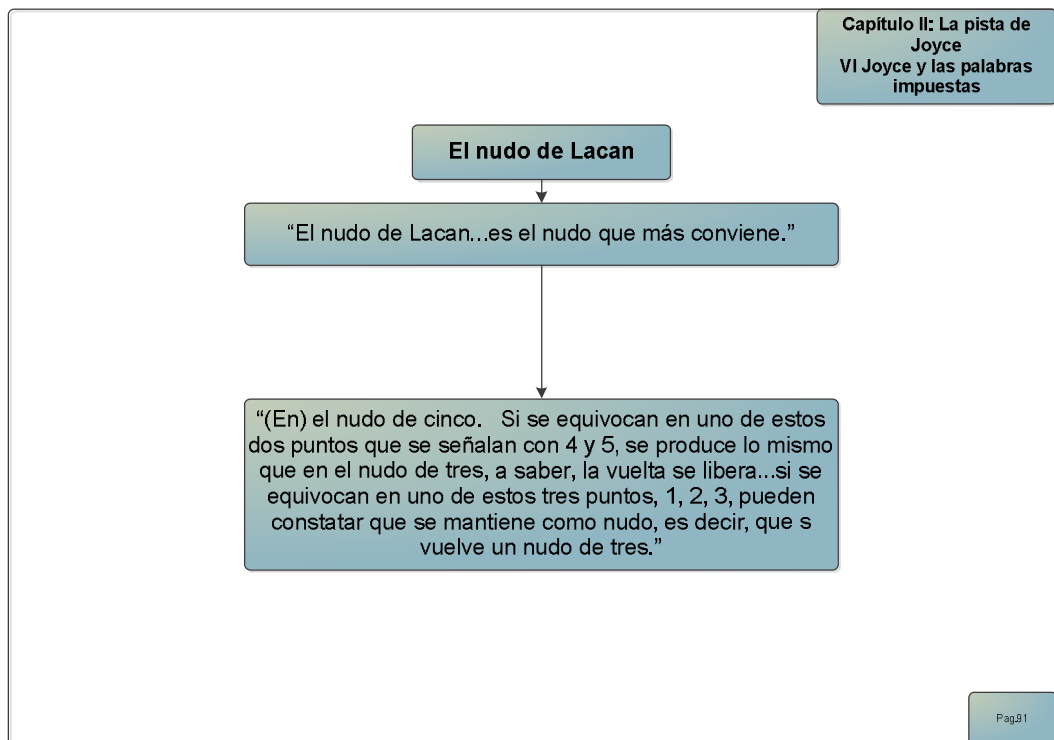 Capítulo II: La pista de
Joyce
VI Joyce y las palabras
impuestas
El nudo de Lacan
“El nudo de Lacan...es el nudo que más conviene.”
“(En) el nudo de cinco.   Si se equivocan en uno de estos
dos puntos que se señalan con 4 y 5, se produce lo mismo
que en el nudo de tres, a saber, la vuelta se libera...si se
equivocan en uno de estos tres puntos, 1, 2, 3, pueden
constatar que se mantiene como nudo, es decir, que s
vuelve un nudo de tres.”
Pag.91